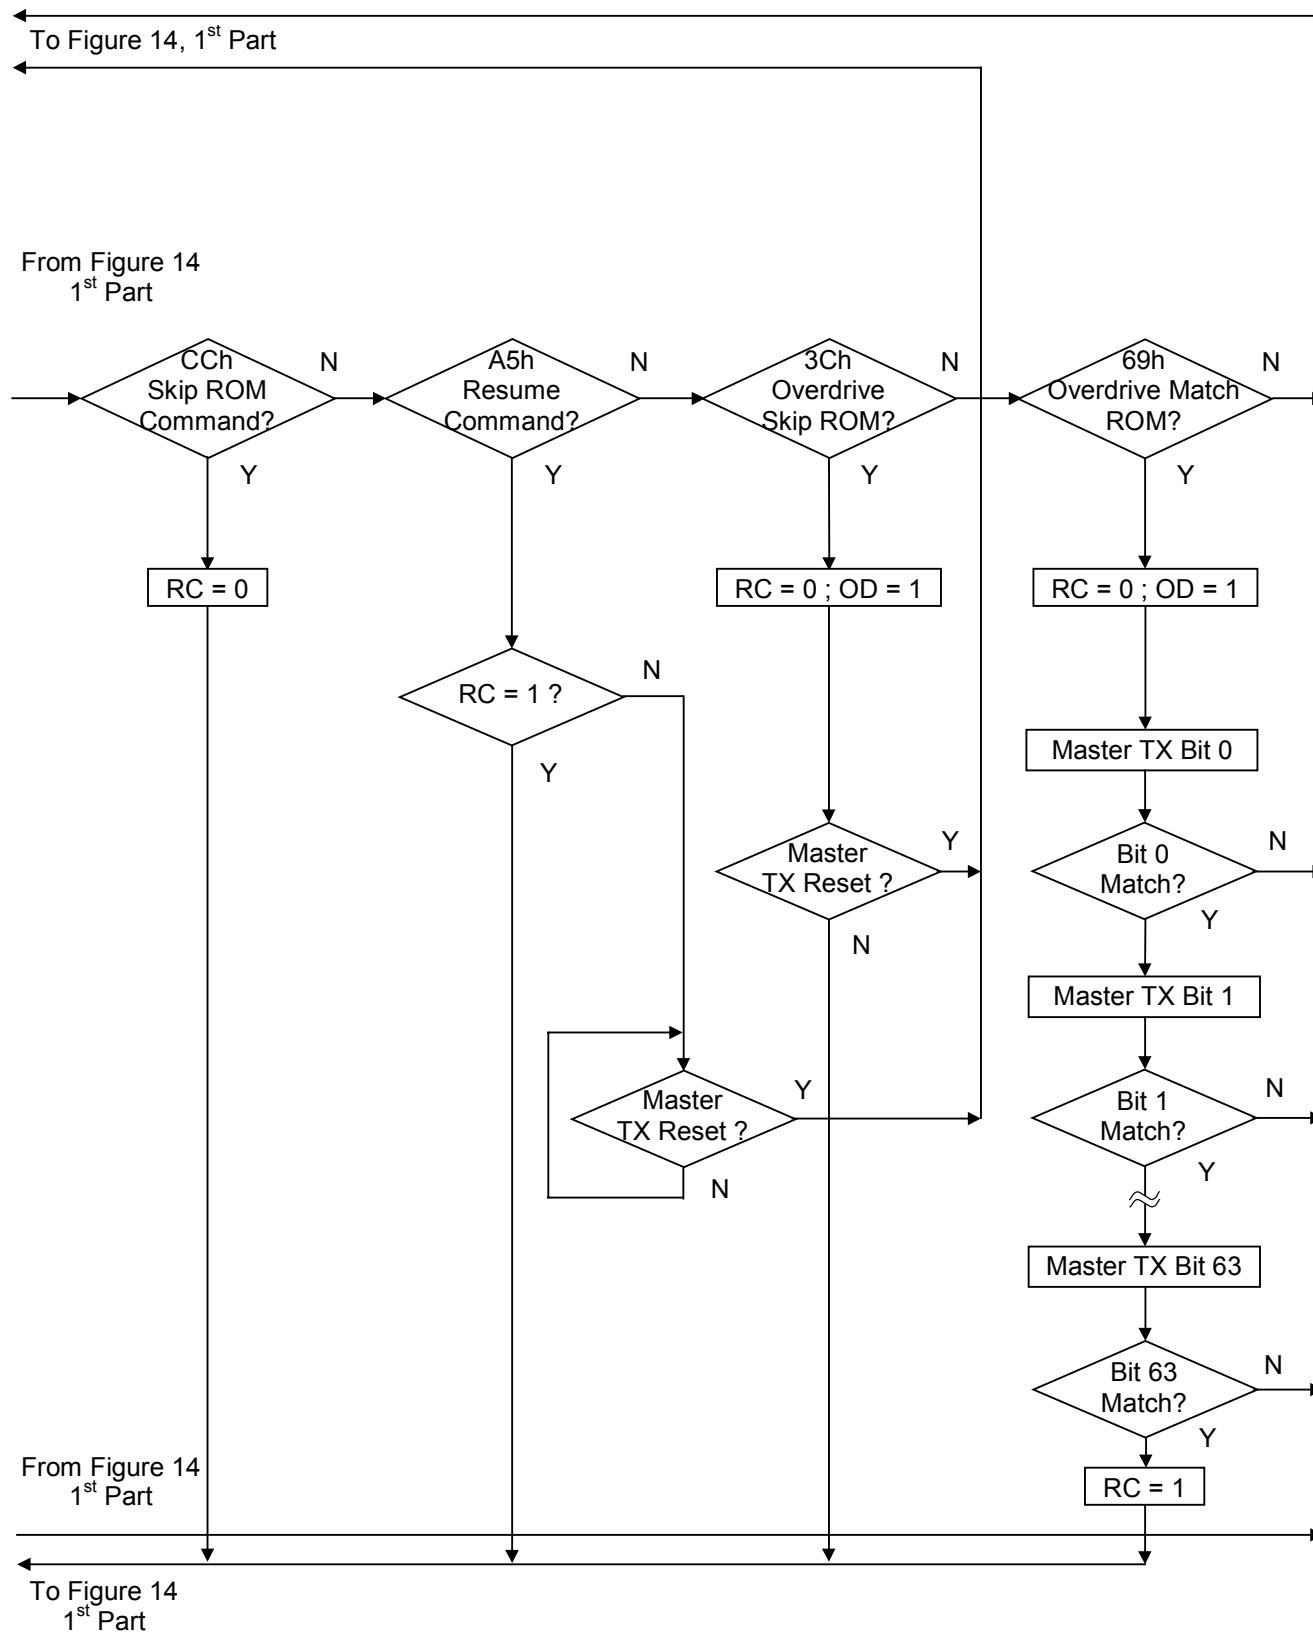 To Figure 14, 1st Part
From Figure 14
1st Part
CCh
Skip ROM
Command?
N
Y
A5h
Resume
Command?
N
Y
3Ch
Overdrive
Skip ROM?
N
Y
69h
Overdrive Match
ROM?
N
Y
RC = 0
RC = 0 ; OD = 1
RC = 0 ; OD = 1
RC = 1 ?
N
Y
Master TX Bit 0
Master
TX Reset ?
Y
N
Bit 0
Match?
N
Y
Master TX Bit 1
Master
TX Reset ?
Y
N
Bit 1
Match?
N
Y
Master TX Bit 63
Bit 63
Match?
N
Y
RC = 1
From Figure 14
1st Part
To Figure 14
1st Part